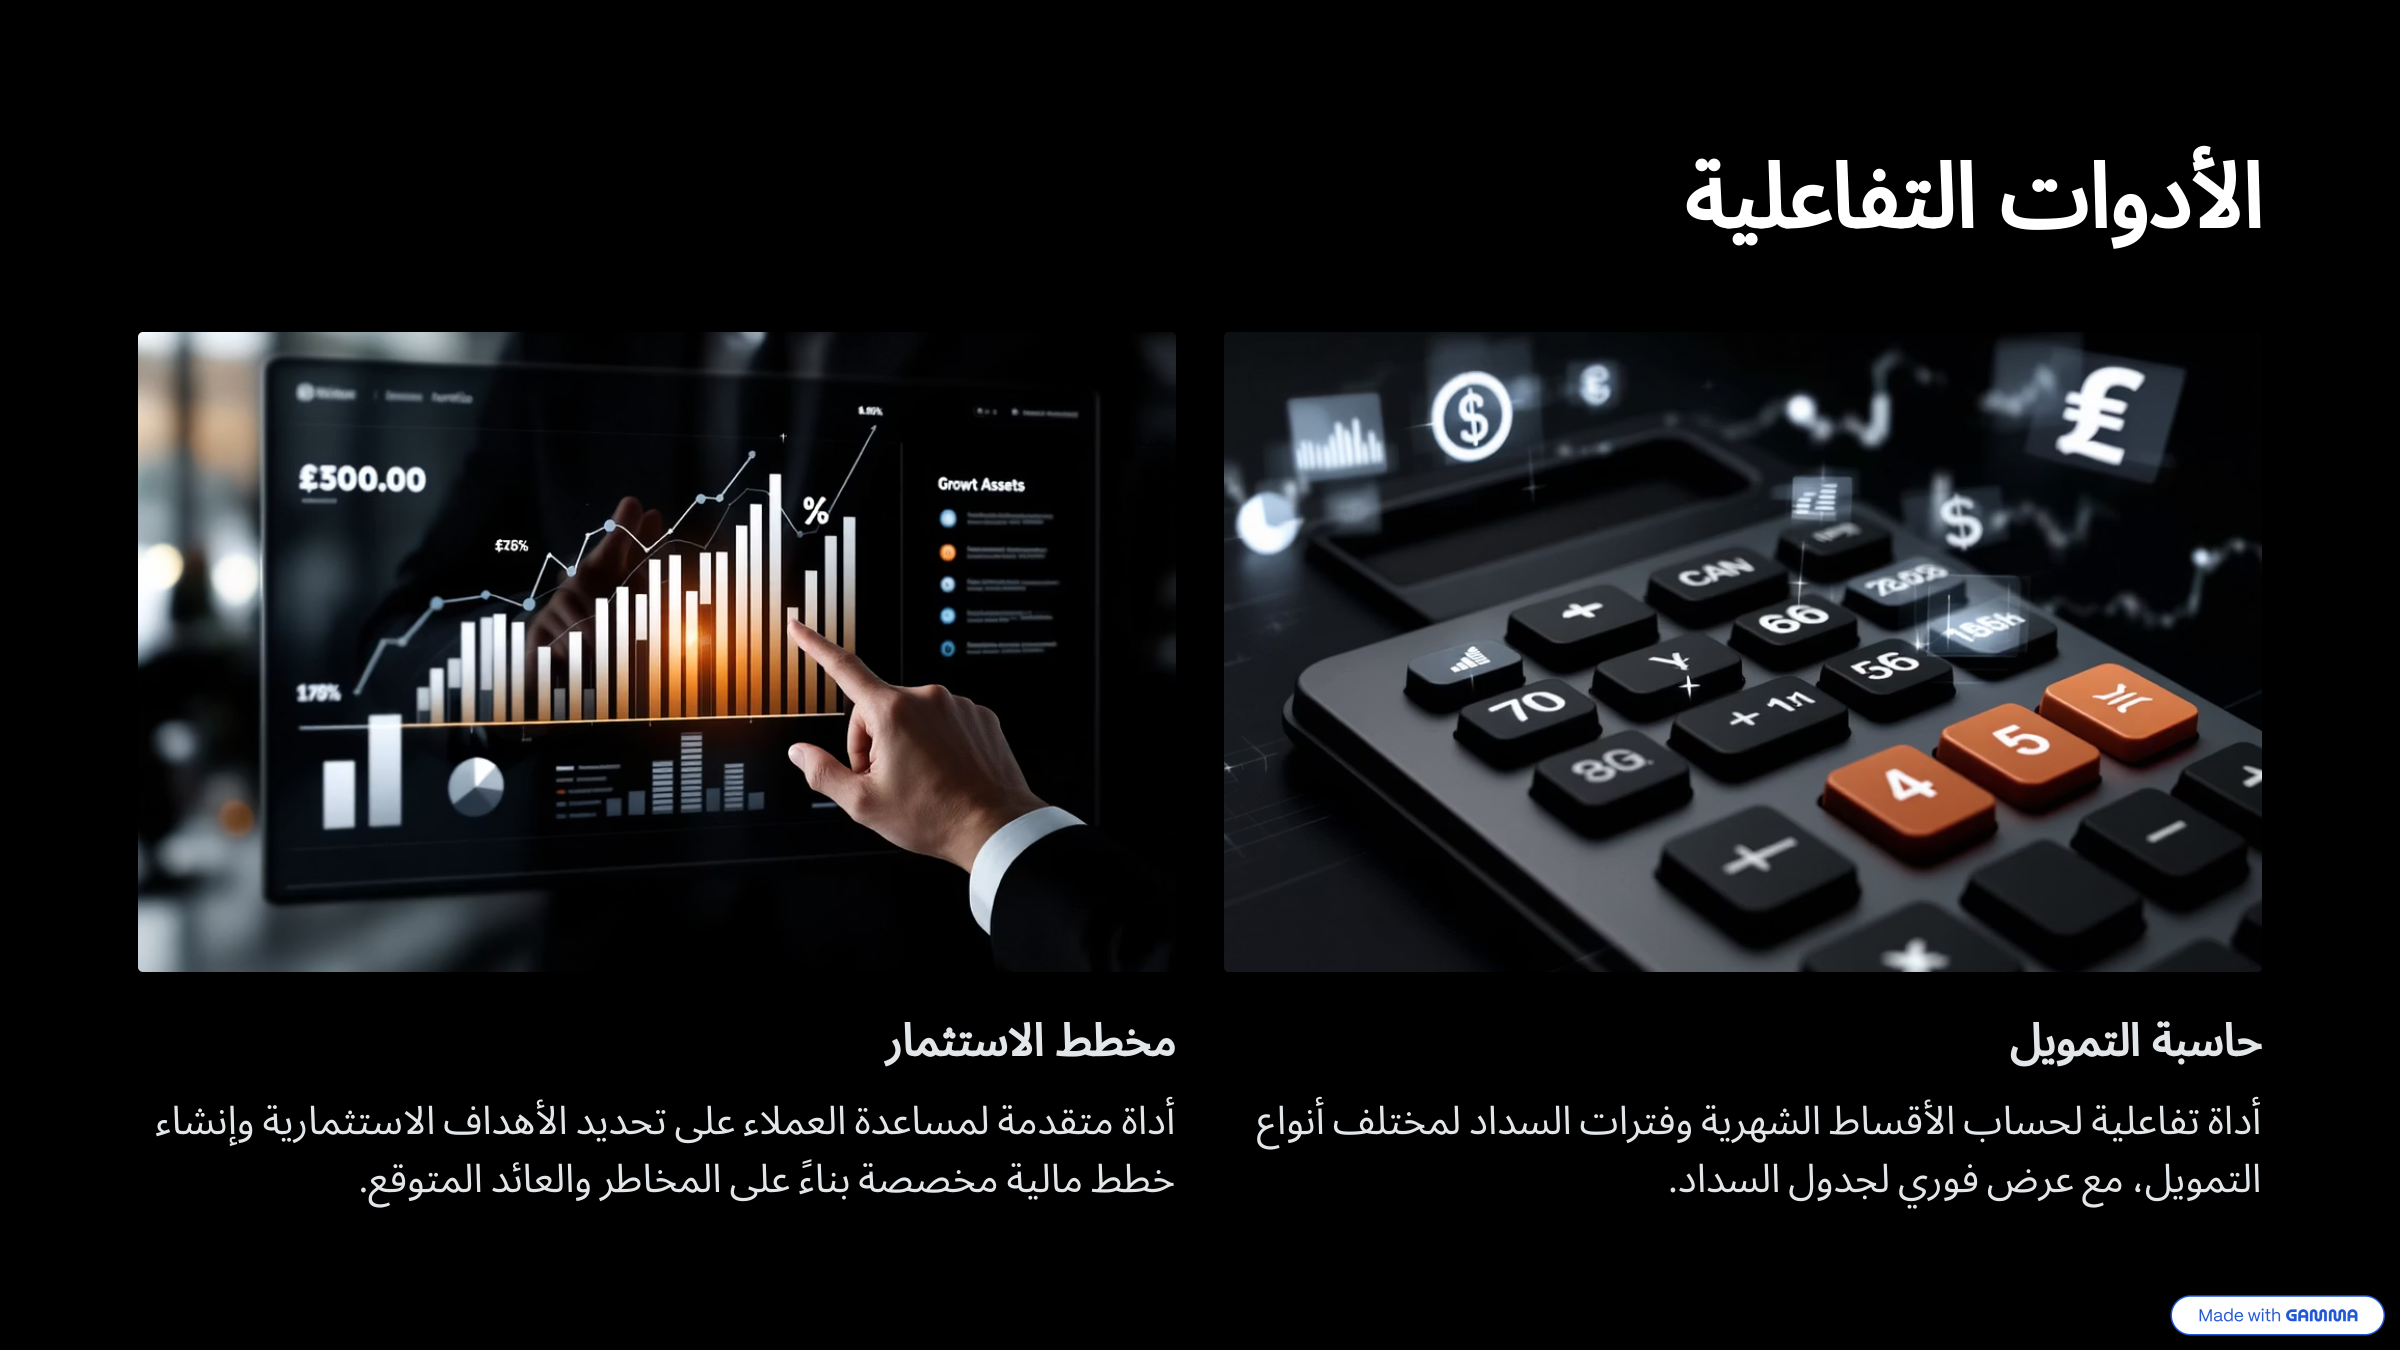 الأدوات التفاعلية
$
£
$
CAN
66
56
70
8G
4
5
حاسبة التمويل
أداة تفاعلية لحساب الأقساط الشهرية وفترات السداد لمختلف أنواع
التمويل، مع عرض فوري لجدول السداد.
£300.00
%
Growt Assets
179%
مخطط الاستثمار
أداة متقدمة لمساعدة العملاء على تحديد الأهداف الاستثمارية وإنشاء
خطط مالية مخصصة بناءً على المخاطر والعائد المتوقع.
Made with GAMMA